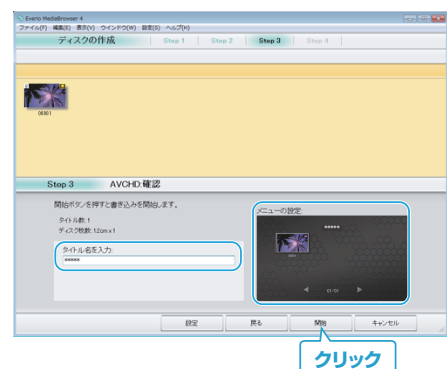 Everio MediaBrowser 4
ファイル(F) 編集(E) 表示(V) ウインドウ(W) 設定(S) ヘルプ(H)
ディスクの作成 Step 1 Step 2 Step 3 Step 4
00001
Step 3 AVCHD:確認
開始ボタンを押すと書き込みを開始します。
タイトル数: 1
ディスク枚数: 12cm x 1
タイトル名を入力:
*****
メニューの設定:
*****
0001
01/01
設定 戻る 開始 キャンセル
クリック